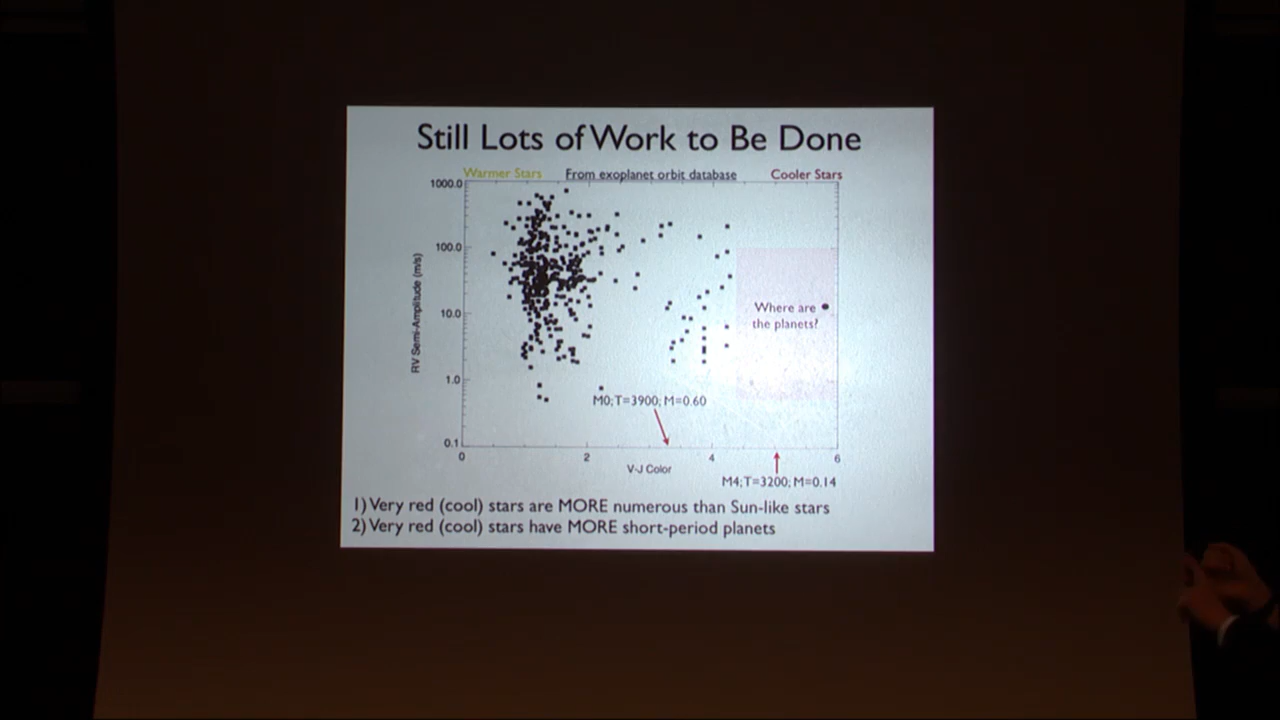 Still Lots of Work to Be Done
Warmer Stars
From exoplanet orbit database
Cooler Stars
1000.0
100.0
10.0
1.0
0.1
RV Semi-Amplitude (m/s)
Where are
the planets?
M0; T=3900; M=0.60
0
2
4
6
V-J Color
M4; T=3200; M=0.14
1) Very red (cool) stars are MORE numerous than Sun-like stars
2) Very red (cool) stars have MORE short-period planets